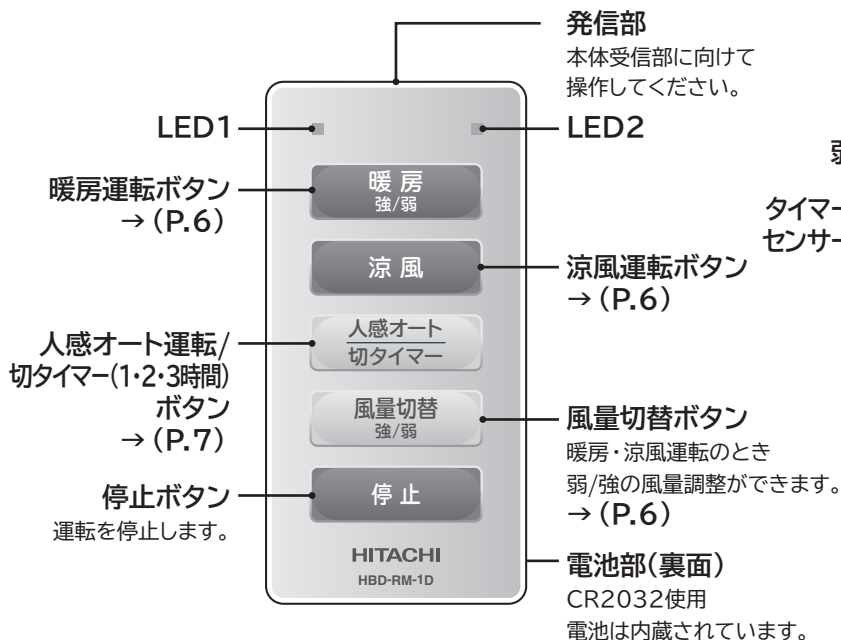 発信部
本体受信部に向けて
操作してください。
LED1
LED2
暖房運転ボタン
→(P.6)
暖房
強/弱
涼風
涼風運転ボタン
→(P.6)
タイマー
センサー
人感オート運転/
切タイマー(1・2・3時間)
ボタン
→(P.7)
人感オート
切タイマー
風量切替
強/弱
風量切替ボタン
暖房・涼風運転のとき
弱/強の風量調整ができます。
→(P.6)
停止ボタン
運転を停止します。
停止
HITACHI
HBD-RM-1D
電池部(裏面)
CR2032使用
電池は内蔵されています。